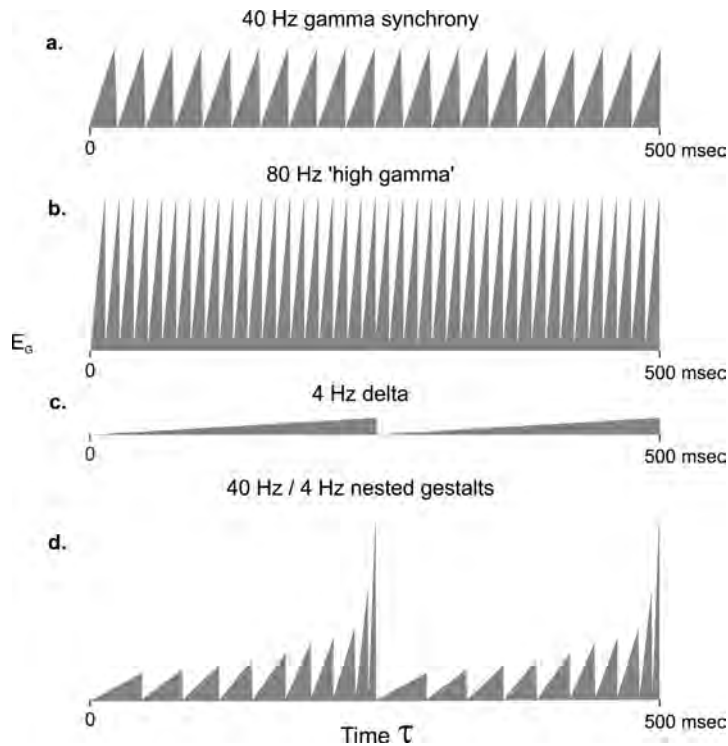 40 Hz gamma synchrony
a.
0
500 msec
80 Hz 'high gamma'
b.
E_G
0
500 msec
4 Hz delta
c.
0
500 msec
40 Hz / 4 Hz nested gestalts
d.
0
Time τ
500 msec